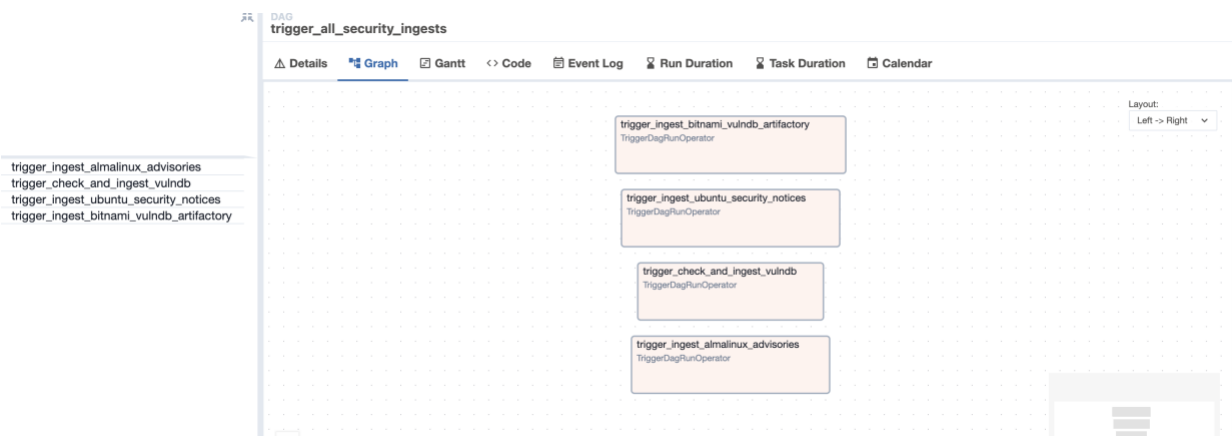 DAG
trigger_all_security_ingests
Details Graph Gantt <> Code Event Log Run Duration Task Duration Calendar
Layout:
Left -> Right
trigger_ingest_almalinux_advisories
trigger_check_and_ingest_vulndb
trigger_ingest_ubuntu_security_notices
trigger_ingest_bitnami_vulndb_artifactory
trigger_ingest_bitnami_vulndb_artifactory
TriggerDagRunOperator
trigger_ingest_ubuntu_security_notices
TriggerDagRunOperator
trigger_check_and_ingest_vulndb
TriggerDagRunOperator
trigger_ingest_almalinux_advisories
TriggerDagRunOperator